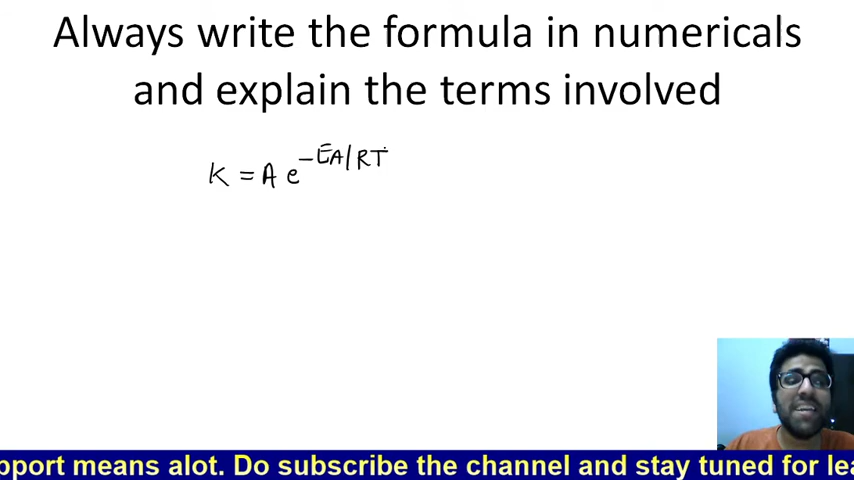 Always write the formula in numericals
and explain the terms involved
K = A e^-EA/RT
pport means alot. Do subscribe the channel and stay tuned for lea